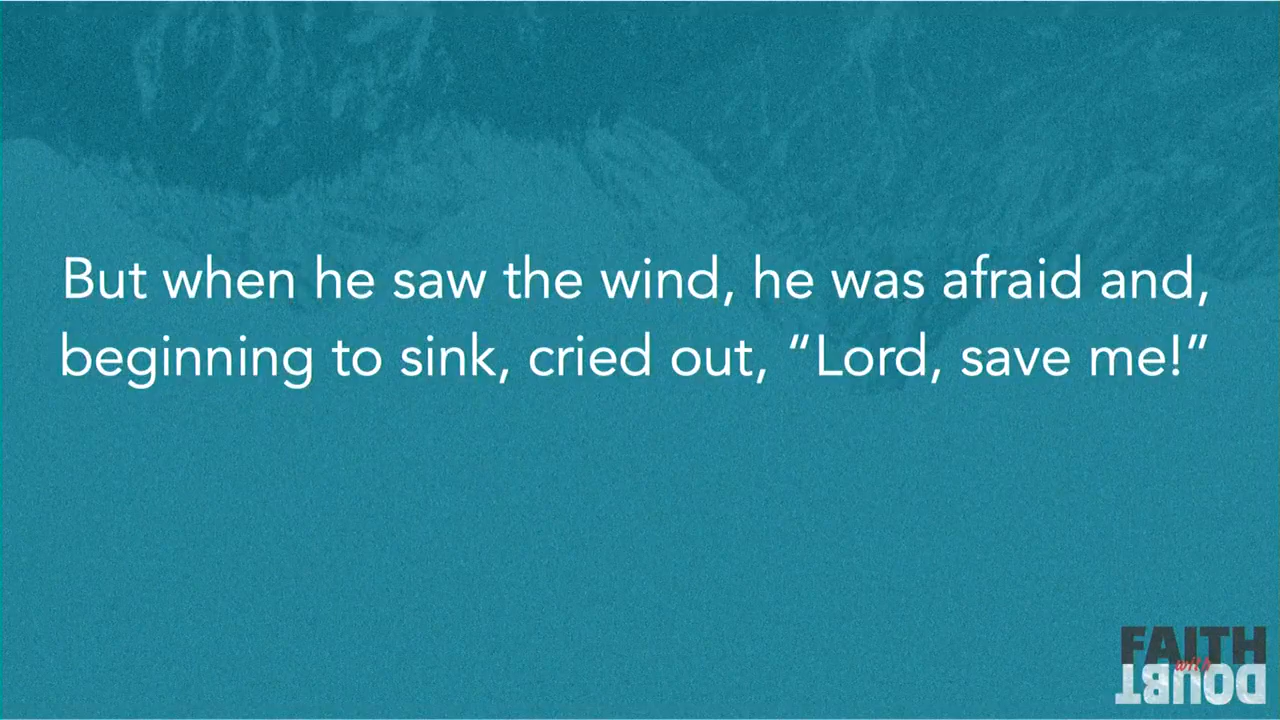 But when he saw the wind, he was afraid and,
beginning to sink, cried out, “Lord, save me!”
FAITH
with
DOUBT